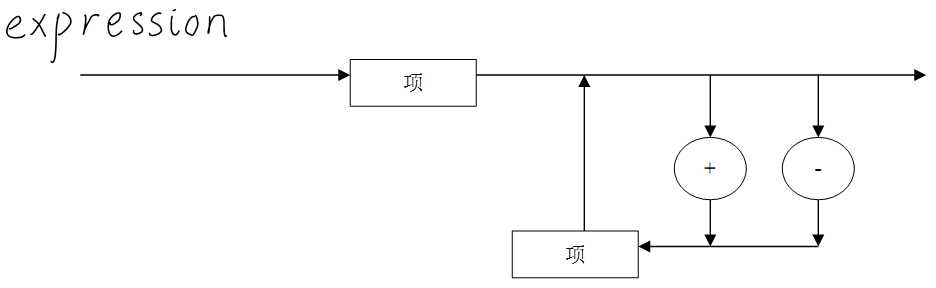 expression
项
+
-
项